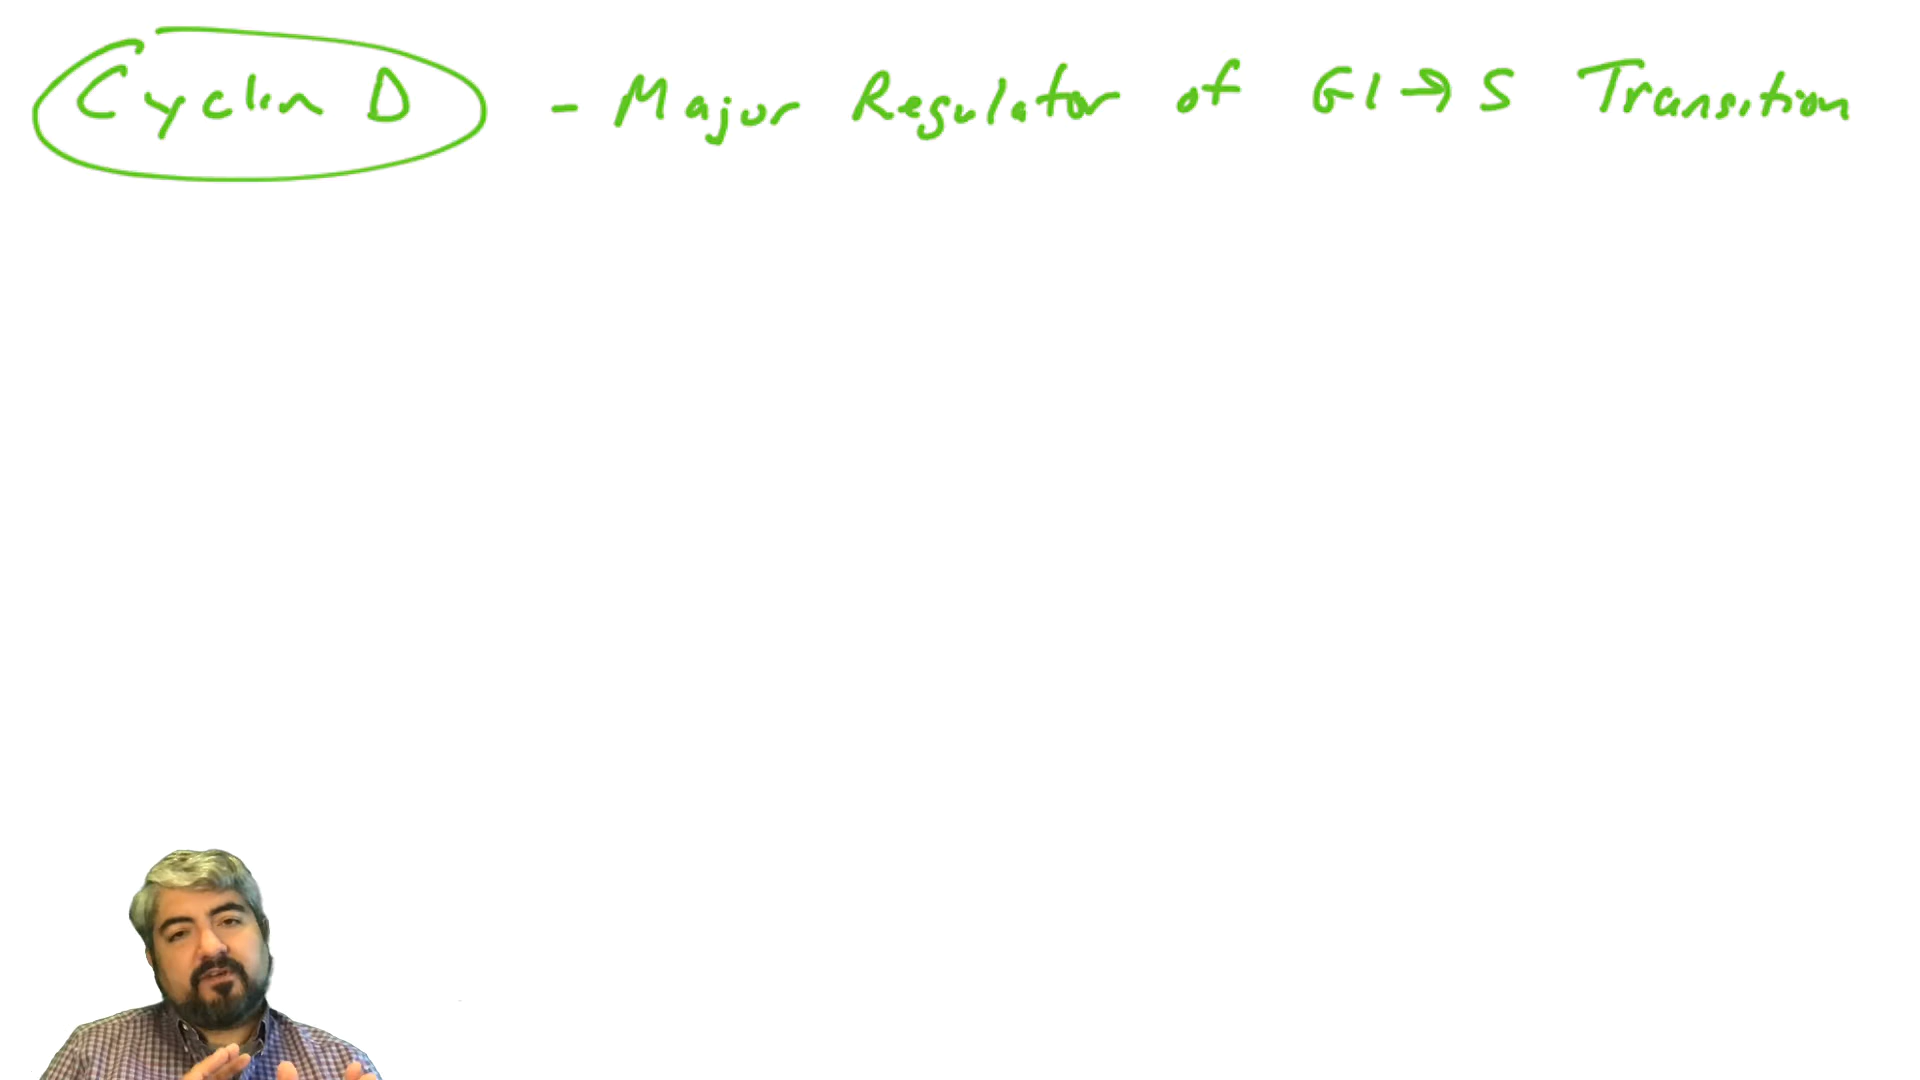 Cyclin D - Major Regulator of G1 → S Transition